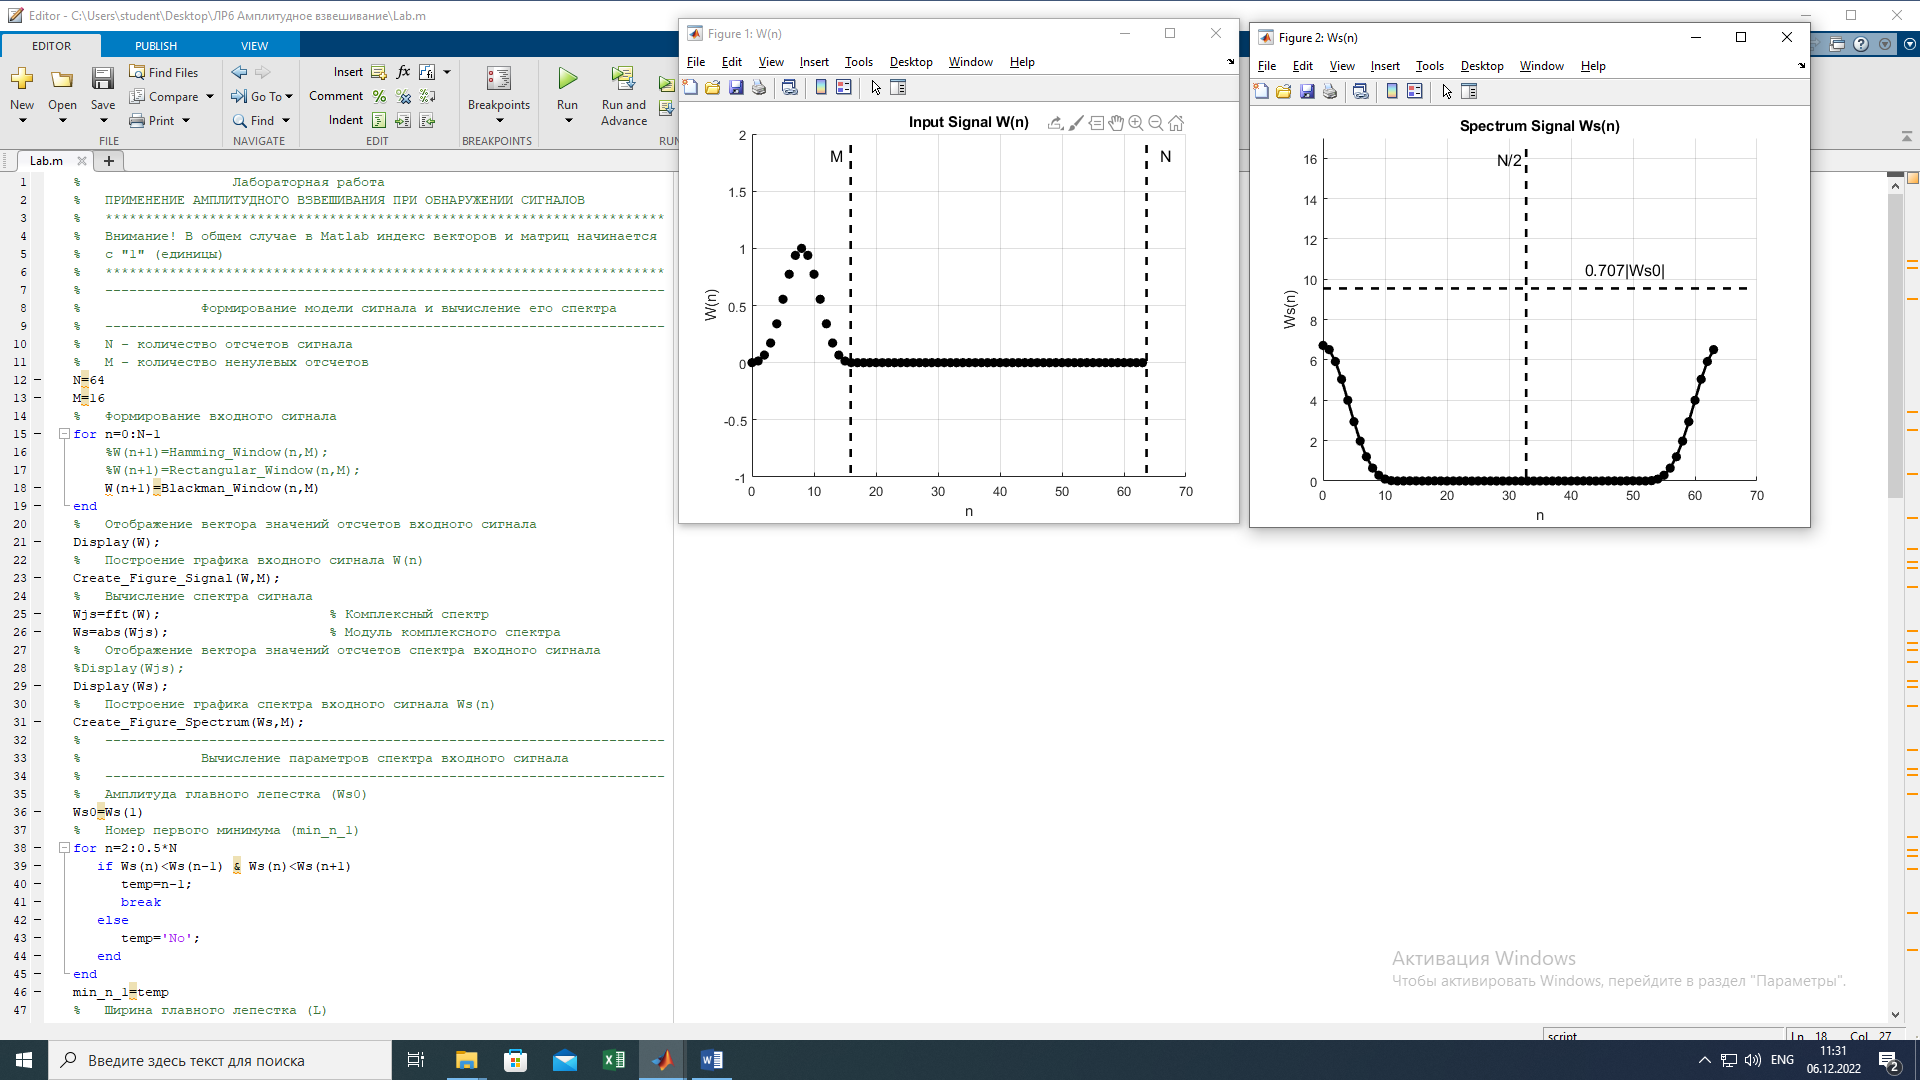 Editor - C:\Users\student\Desktop\ЛР6 Амплитудное взвешивание\Lab.m
EDITOR PUBLISH VIEW
New Open Save Find Files Compare Print
FILE
Go To Find
NAVIGATE
Insert fx
Comment
Indent
EDIT
Breakpoints
BREAKPOINTS
Run Run and Advance
RUN
Lab.m
1 % Лабораторная работа
2 % ПРИМЕНЕНИЕ АМПЛИТУДНОГО ВЗВЕШИВАНИЯ ПРИ ОБНАРУЖЕНИИ СИГНАЛОВ
3 % **********************************************************************
4 % Внимание! В общем случае в Matlab индекс векторов и матриц начинается
5 % с "1" (единицы)
6 % **********************************************************************
7 % ----------------------------------------------------------------------
8 % Формирование модели сигнала и вычисление его спектра
9 % ----------------------------------------------------------------------
10 % N - количество отсчетов сигнала
11 % M - количество ненулевых отсчетов
12 N=64
13 M=16
14 % Формирование входного сигнала
15 for n=0:N-1
16 %W(n+1)=Hamming_Window(n,M);
17 %W(n+1)=Rectangular_Window(n,M);
18 W(n+1)=Blackman_Window(n,M)
19 end
20 % Отображение вектора значений отсчетов входного сигнала
21 Display(W);
22 % Построение графика входного сигнала W(n)
23 Create_Figure_Signal(W,M);
24 % Вычисление спектра сигнала
25 Wjs=fft(W); % Комплексный спектр
26 Ws=abs(Wjs); % Модуль комплексного спектра
27 % Отображение вектора значений отсчетов спектра входного сигнала
28 %Display(Wjs);
29 Display(Ws);
30 % Построение графика спектра входного сигнала Ws(n)
31 Create_Figure_Spectrum(Ws,M);
32 % ----------------------------------------------------------------------
33 % Вычисление параметров спектра входного сигнала
34 % ----------------------------------------------------------------------
35 % Амплитуда главного лепестка (Ws0)
36 Ws0=Ws(1)
37 % Номер первого минимума (min_n_1)
38 for n=2:0.5*N
39 if Ws(n)<Ws(n-1) & Ws(n)<Ws(n+1)
40 temp=n-1;
41 break
42 else
43 temp='No';
44 end
45 end
46 min_n_1=temp
47 % Ширина главного лепестка (L)
Figure 1: W(n)
File Edit View Insert Tools Desktop Window Help
Input Signal W(n)
M
N
2
1.5
1
0.5
0
-0.5
-1
W(n)
0 10 20 30 40 50 60 70
n
Figure 2: Ws(n)
File Edit View Insert Tools Desktop Window Help
Spectrum Signal Ws(n)
N/2
0.707|Ws0|
16
14
12
10
8
6
4
2
0
Ws(n)
0 10 20 30 40 50 60 70
n
Активация Windows
Чтобы активировать Windows, перейдите в раздел "Параметры".
script Ln 18 Col 27
Введите здесь текст для поиска
ENG
11:31
06.12.2022
2